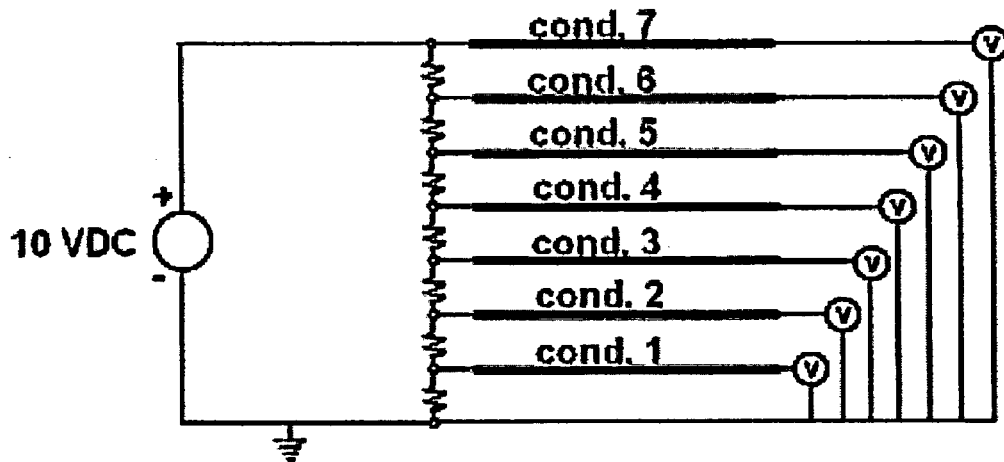 cond. 7
cond. 6
cond. 5
+
cond. 4
10 VDC
cond. 3
-
cond. 2
cond. 1
V
V
V
V
V
V
V